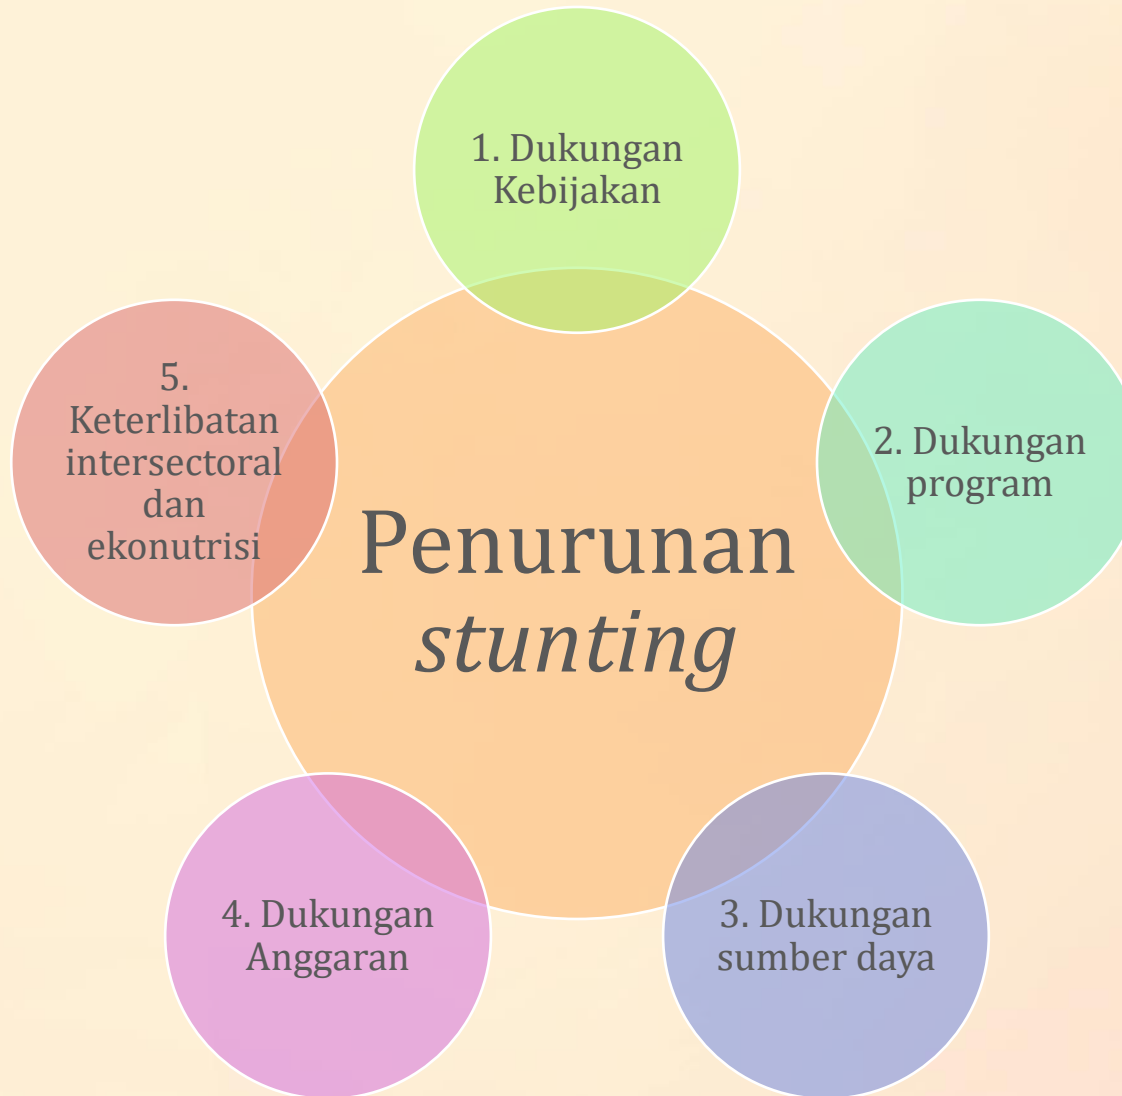 1. Dukungan
Kebijakan
2. Dukungan
program
3. Dukungan
sumber daya
4. Dukungan
Anggaran
5.
Keterlibatan
intersectoral
dan
ekonutrisi
Penurunan
stunting